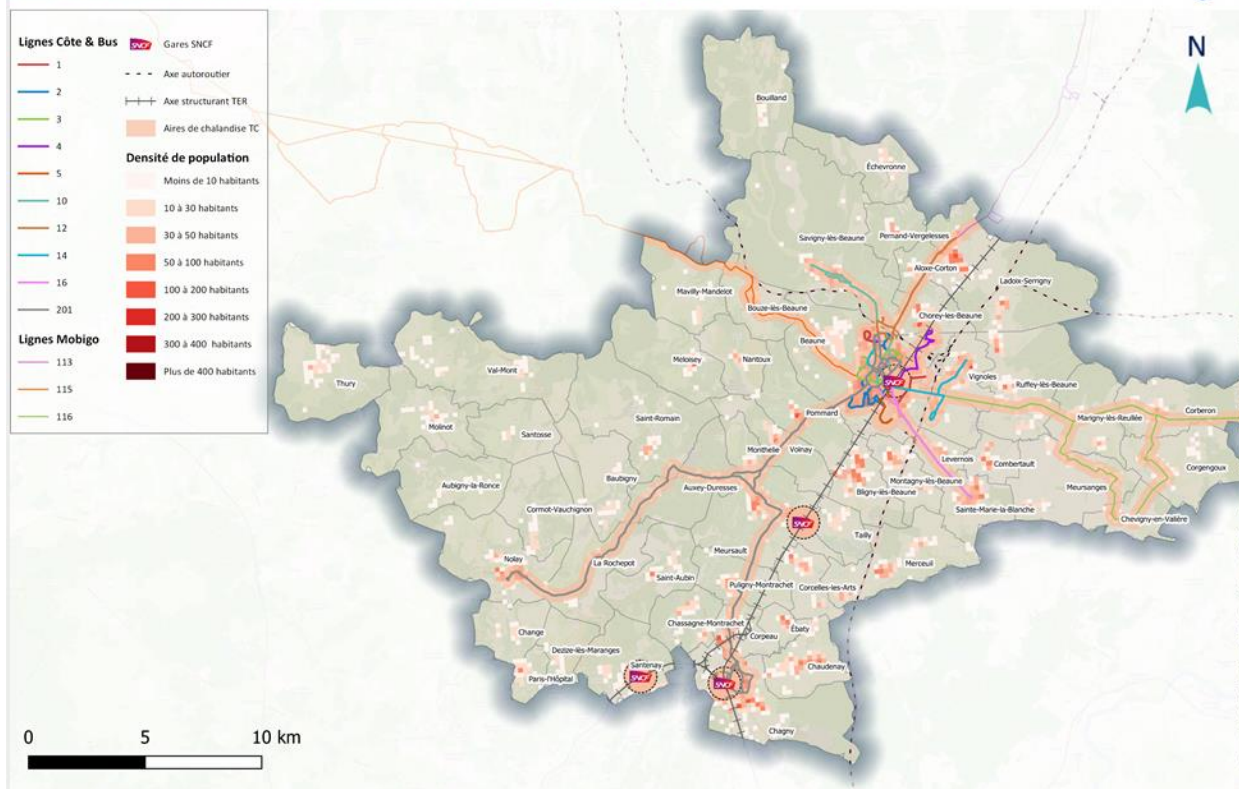 Lignes Côte & Bus
1
2
3
4
5
10
12
14
16
201
Lignes Mobigo
113
115
116
SNCF
Gares SNCF
Axe autoroutier
Axe structurant TER
Aires de chalandise TC
Densité de population
Moins de 10 habitants
10 à 30 habitants
30 à 50 habitants
50 à 100 habitants
100 à 200 habitants
200 à 300 habitants
300 à 400 habitants
Plus de 400 habitants
N
Bouilland
Échevronne
Savigny-lès-Beaune
Pernand-Vergelesses
Aloxe-Corton
Ladoix-Serrigny
Mavilly-Mandelot
Bouze-lès-Beaune
Chorey-les-Beaune
Beaune
Thury
Val-Mont
Meloisey
Nantoux
SNCF
Vignoles
Ruffey-lès-Beaune
Molinot
Saint-Romain
Pommard
Marigny-lès-Reullée
Corberon
Santosse
Monthelie
Volnay
Levernois
Combertault
Corgengoux
Aubigny-la-Ronce
Baubigny
Auxey-Duresses
Montagny-lès-Beaune
Bligny-lès-Beaune
Meursanges
Cormot-Vauchignon
Sainte-Marie-la-Blanche
Chevigny-en-Valière
SNCF
Tailly
Nolay
La Rochepot
Meursault
Merceuil
Saint-Aubin
Puligny-Montrachet
Corcelles-les-Arts
Change
Chassagne-Montrachet
Corpeau
Ébaty
Dezize-lès-Maranges
Santenay
Chaudenay
Paris-l'Hôpital
SNCF
SNCF
Chagny
0 5 10 km